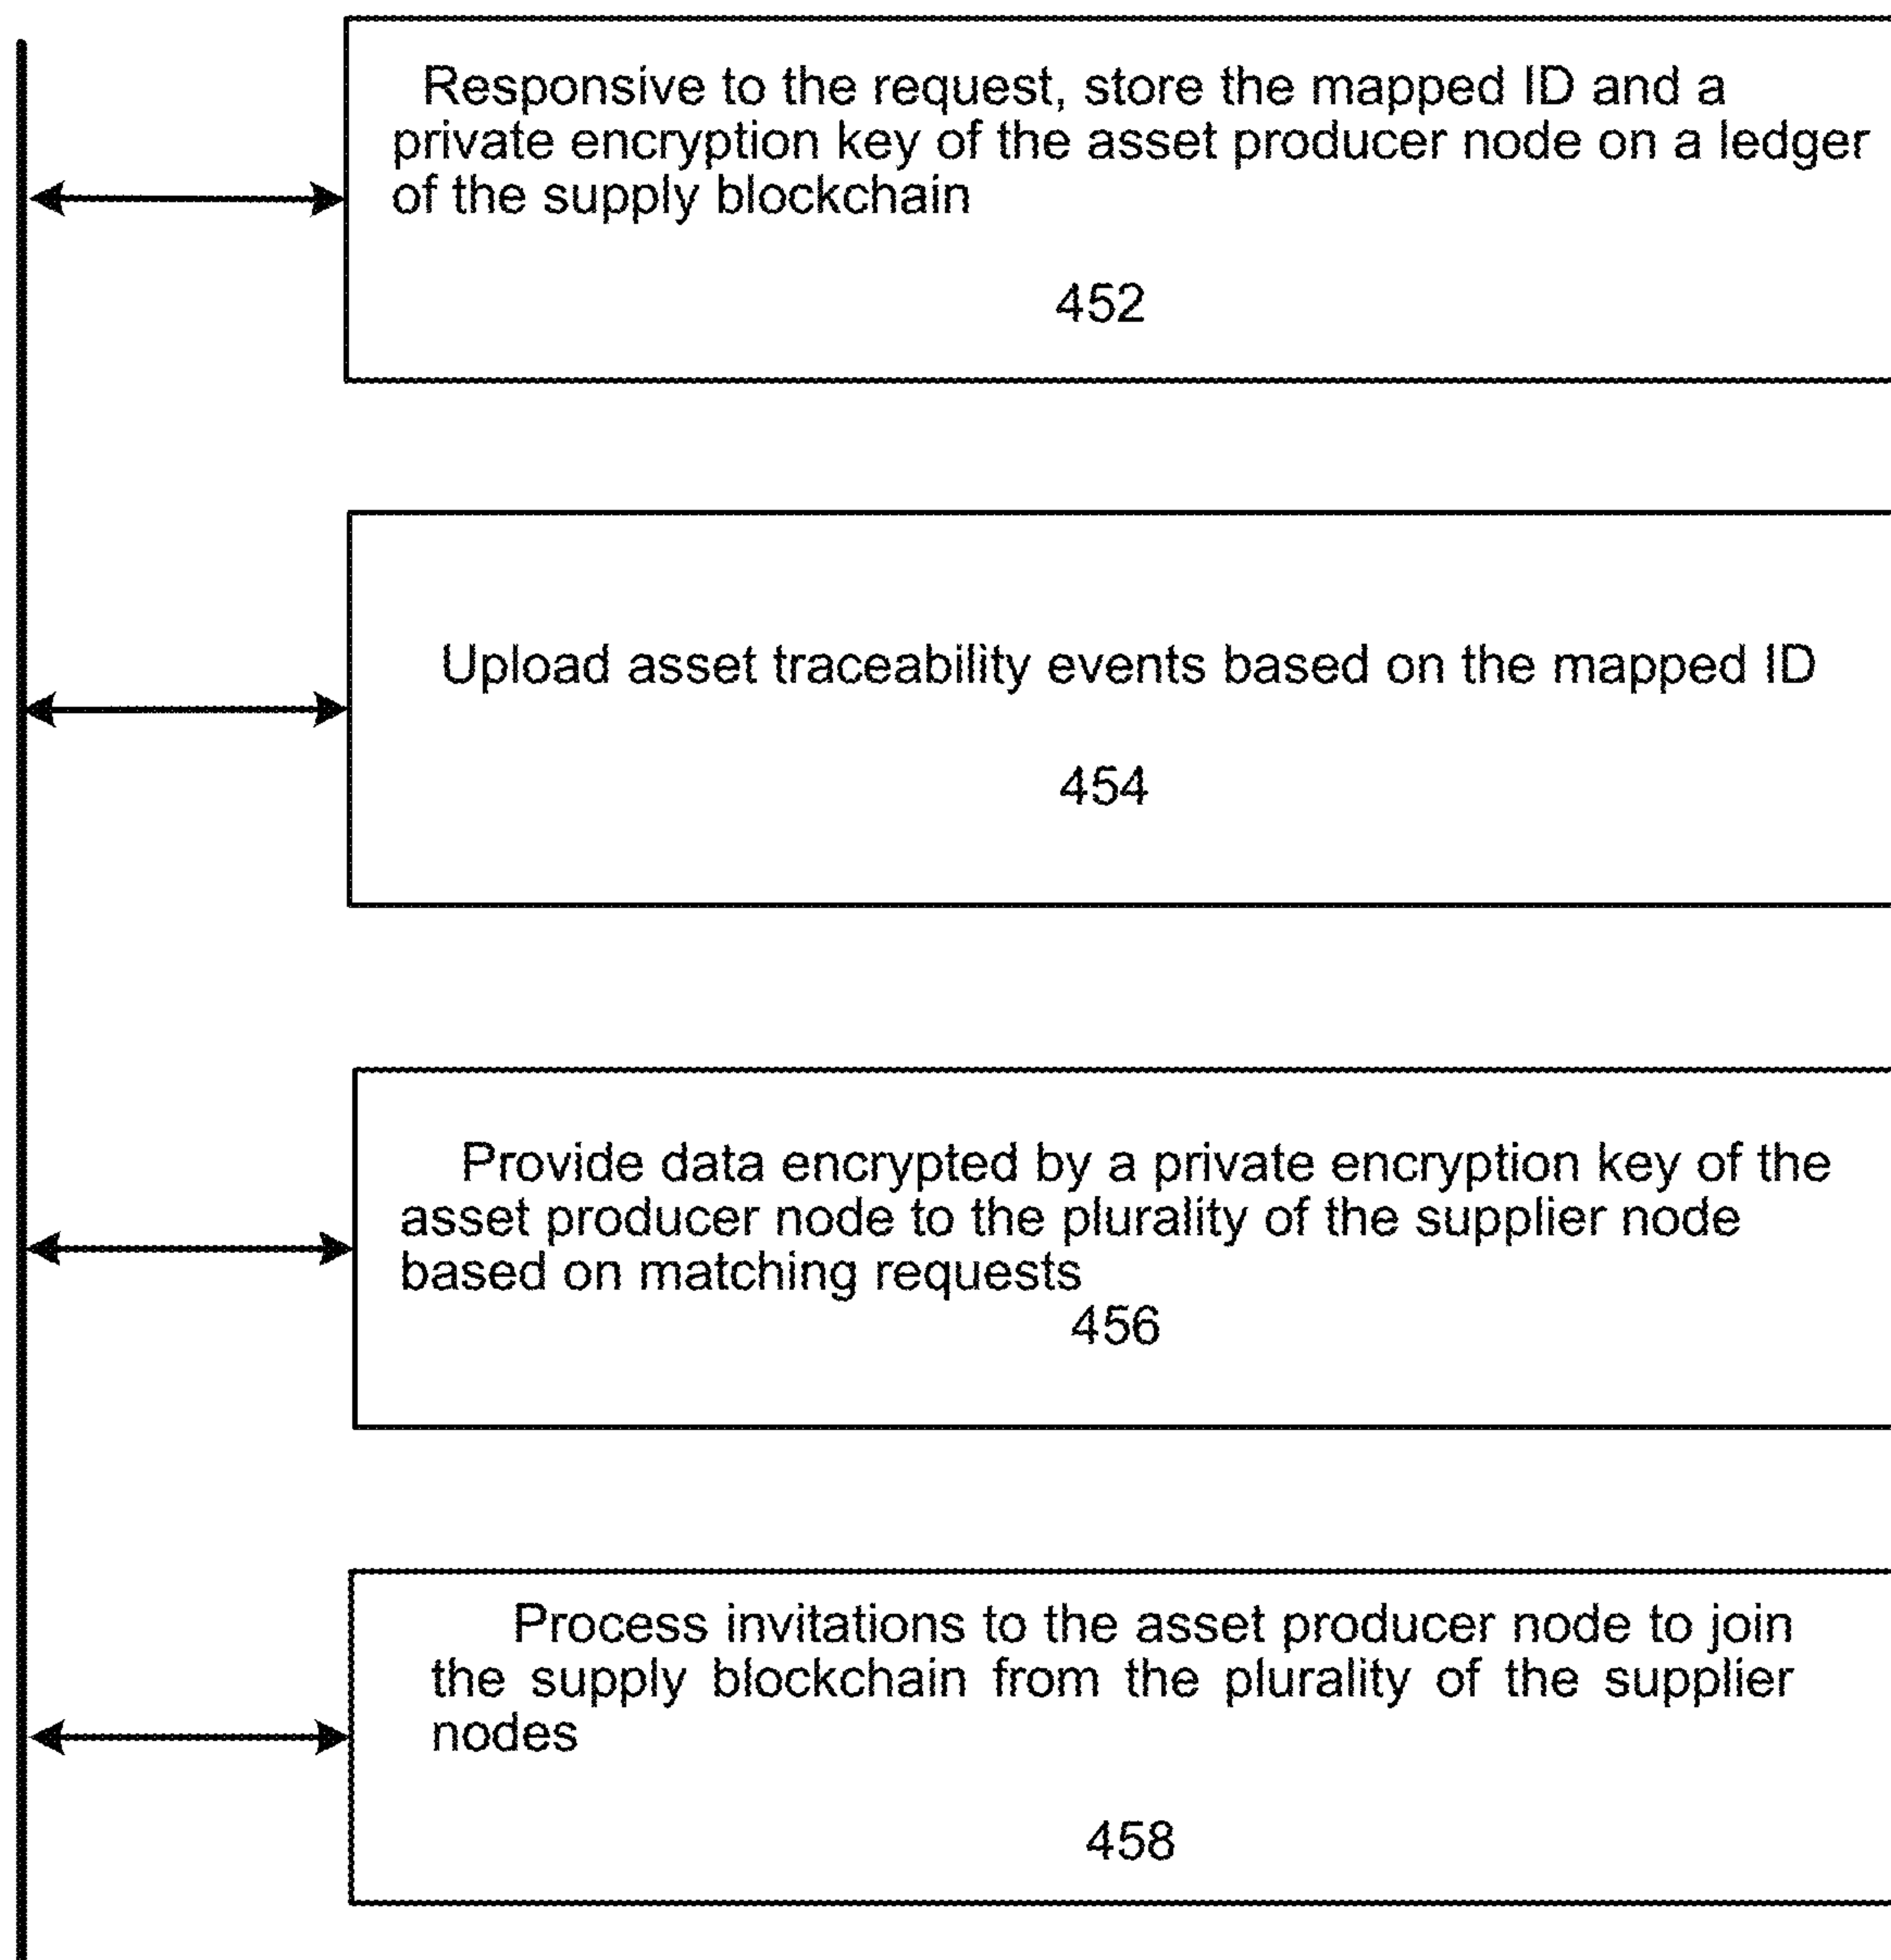 Responsive to the request, store the mapped ID and a
private encryption key of the asset producer node on a ledger
of the supply blockchain
452
Upload asset traceability events based on the mapped ID
454
Provide data encrypted by a private encryption key of the
asset producer node to the plurality of the supplier node
based on matching requests
456
Process invitations to the asset producer node to join
the supply blockchain from the plurality of the supplier
nodes
458